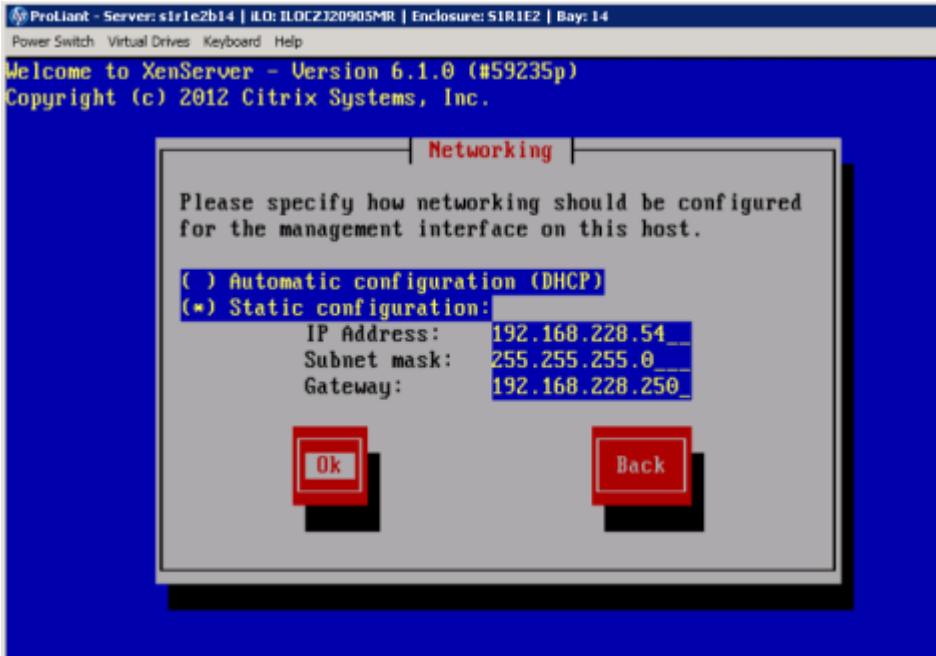 ProLiant - Server: s1r1e2b14 | iLO: ILOCZJ20905MR | Enclosure: S1R1E2 | Bay: 14
Power Switch Virtual Drives Keyboard Help
Welcome to XenServer - Version 6.1.0 (#59235p)
Copyright (c) 2012 Citrix Systems, Inc.
Networking
Please specify how networking should be configured
for the management interface on this host.
( ) Automatic configuration (DHCP)
(*) Static configuration:
IP Address: 192.168.228.54__
Subnet mask: 255.255.255.0___
Gateway: 192.168.228.250_
Ok Back